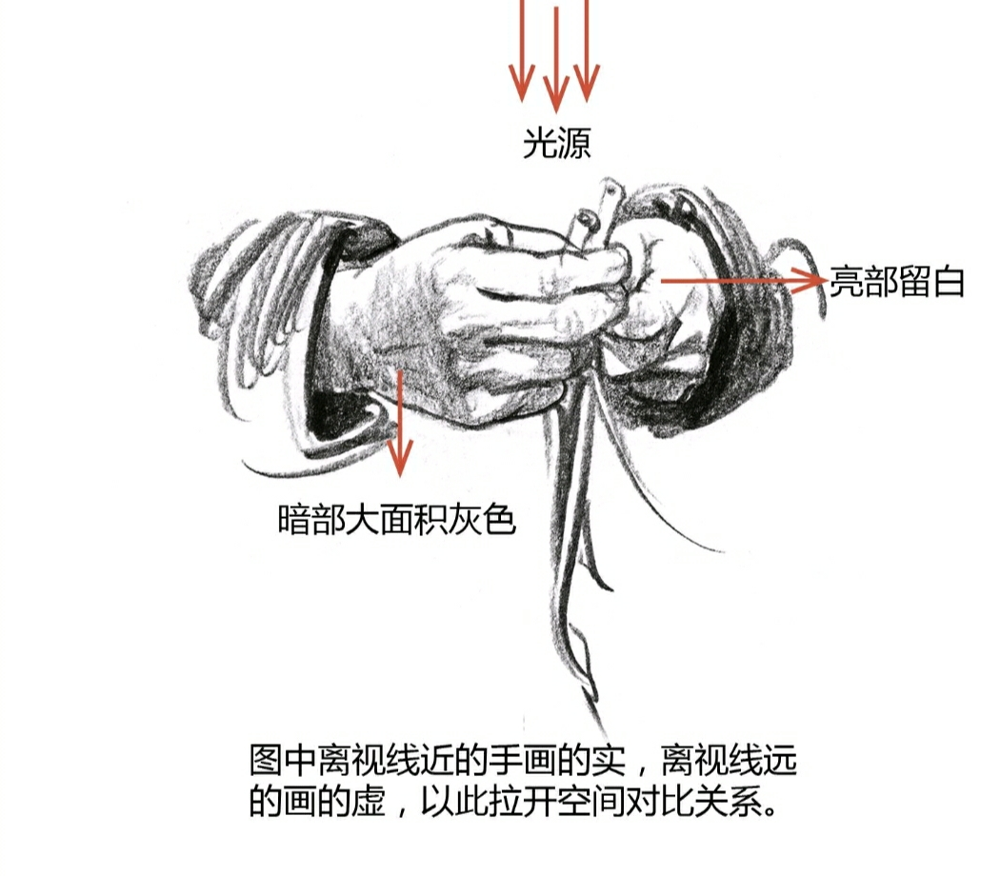 光源
亮部留白
暗部大面积灰色
图中离视线近的手画的实，离视线远
的画的虚，以此拉开空间对比关系。